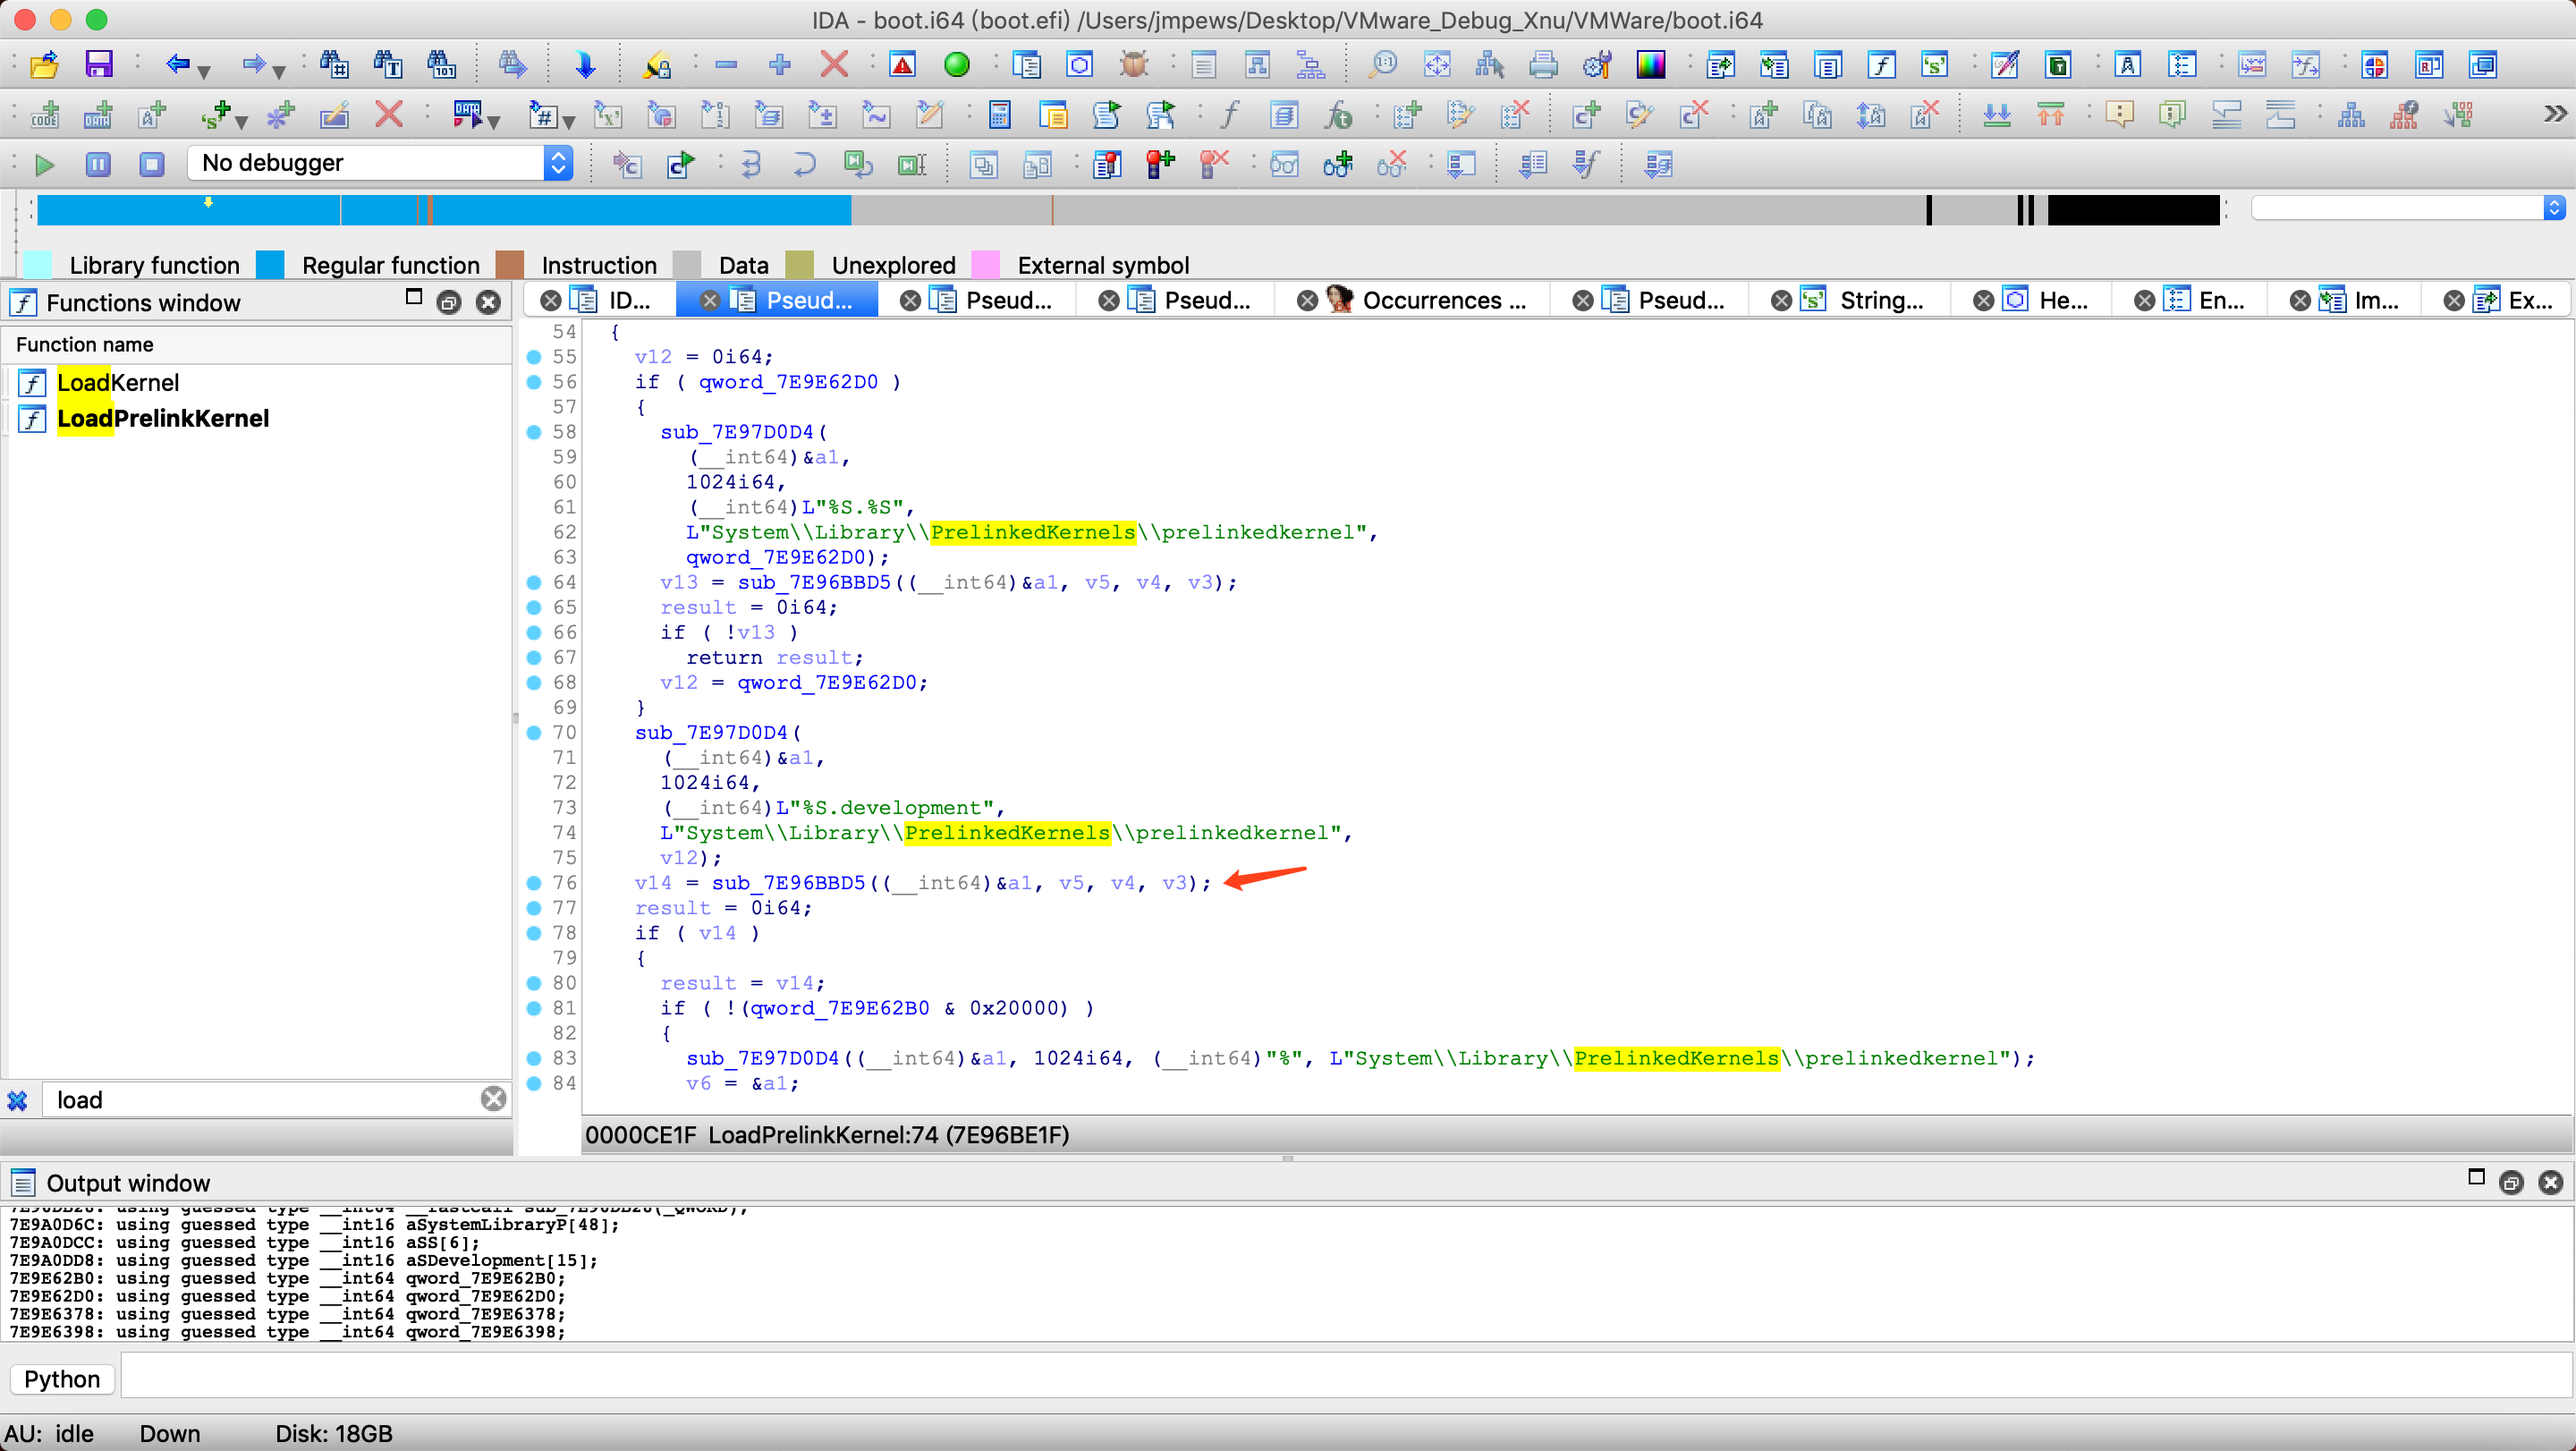 IDA - boot.i64 (boot.efi) /Users/jmpews/Desktop/VMware_Debug_Xnu/VMWare/boot.i64
No debugger
Library function Regular function Instruction Data Unexplored External symbol
Functions window
ID... Pseud... Pseud... Pseud... Occurrences ... Pseud... String... He... En... Im... Ex...
Function name
LoadKernel
LoadPrelinkKernel
load
54 {
55 v12 = 0i64;
56 if ( qword_7E9E62D0 )
57 {
58 sub_7E97D0D4(
59 (__int64)&a1,
60 1024i64,
61 (__int64)L"%S.%S",
62 L"System\\Library\\PrelinkedKernels\\prelinkedkernel",
63 qword_7E9E62D0);
64 v13 = sub_7E96BBD5((__int64)&a1, v5, v4, v3);
65 result = 0i64;
66 if ( !v13 )
67 return result;
68 v12 = qword_7E9E62D0;
69 }
70 sub_7E97D0D4(
71 (__int64)&a1,
72 1024i64,
73 (__int64)L"%S.development",
74 L"System\\Library\\PrelinkedKernels\\prelinkedkernel",
75 v12);
76 v14 = sub_7E96BBD5((__int64)&a1, v5, v4, v3);
77 result = 0i64;
78 if ( v14 )
79 {
80 result = v14;
81 if ( !(qword_7E9E62B0 & 0x20000) )
82 {
83 sub_7E97D0D4((__int64)&a1, 1024i64, (__int64)"%", L"System\\Library\\PrelinkedKernels\\prelinkedkernel");
84 v6 = &a1;
0000CE1F LoadPrelinkKernel:74 (7E96BE1F)
Output window
7E9A0D6C: using guessed type __int16 aSystemLibraryP[48];
7E9A0DCC: using guessed type __int16 aSS[6];
7E9A0DD8: using guessed type __int16 aSDevelopment[15];
7E9E62B0: using guessed type __int64 qword_7E9E62B0;
7E9E62D0: using guessed type __int64 qword_7E9E62D0;
7E9E6378: using guessed type __int64 qword_7E9E6378;
7E9E6398: using guessed type __int64 qword_7E9E6398;
Python
AU: idle Down Disk: 18GB